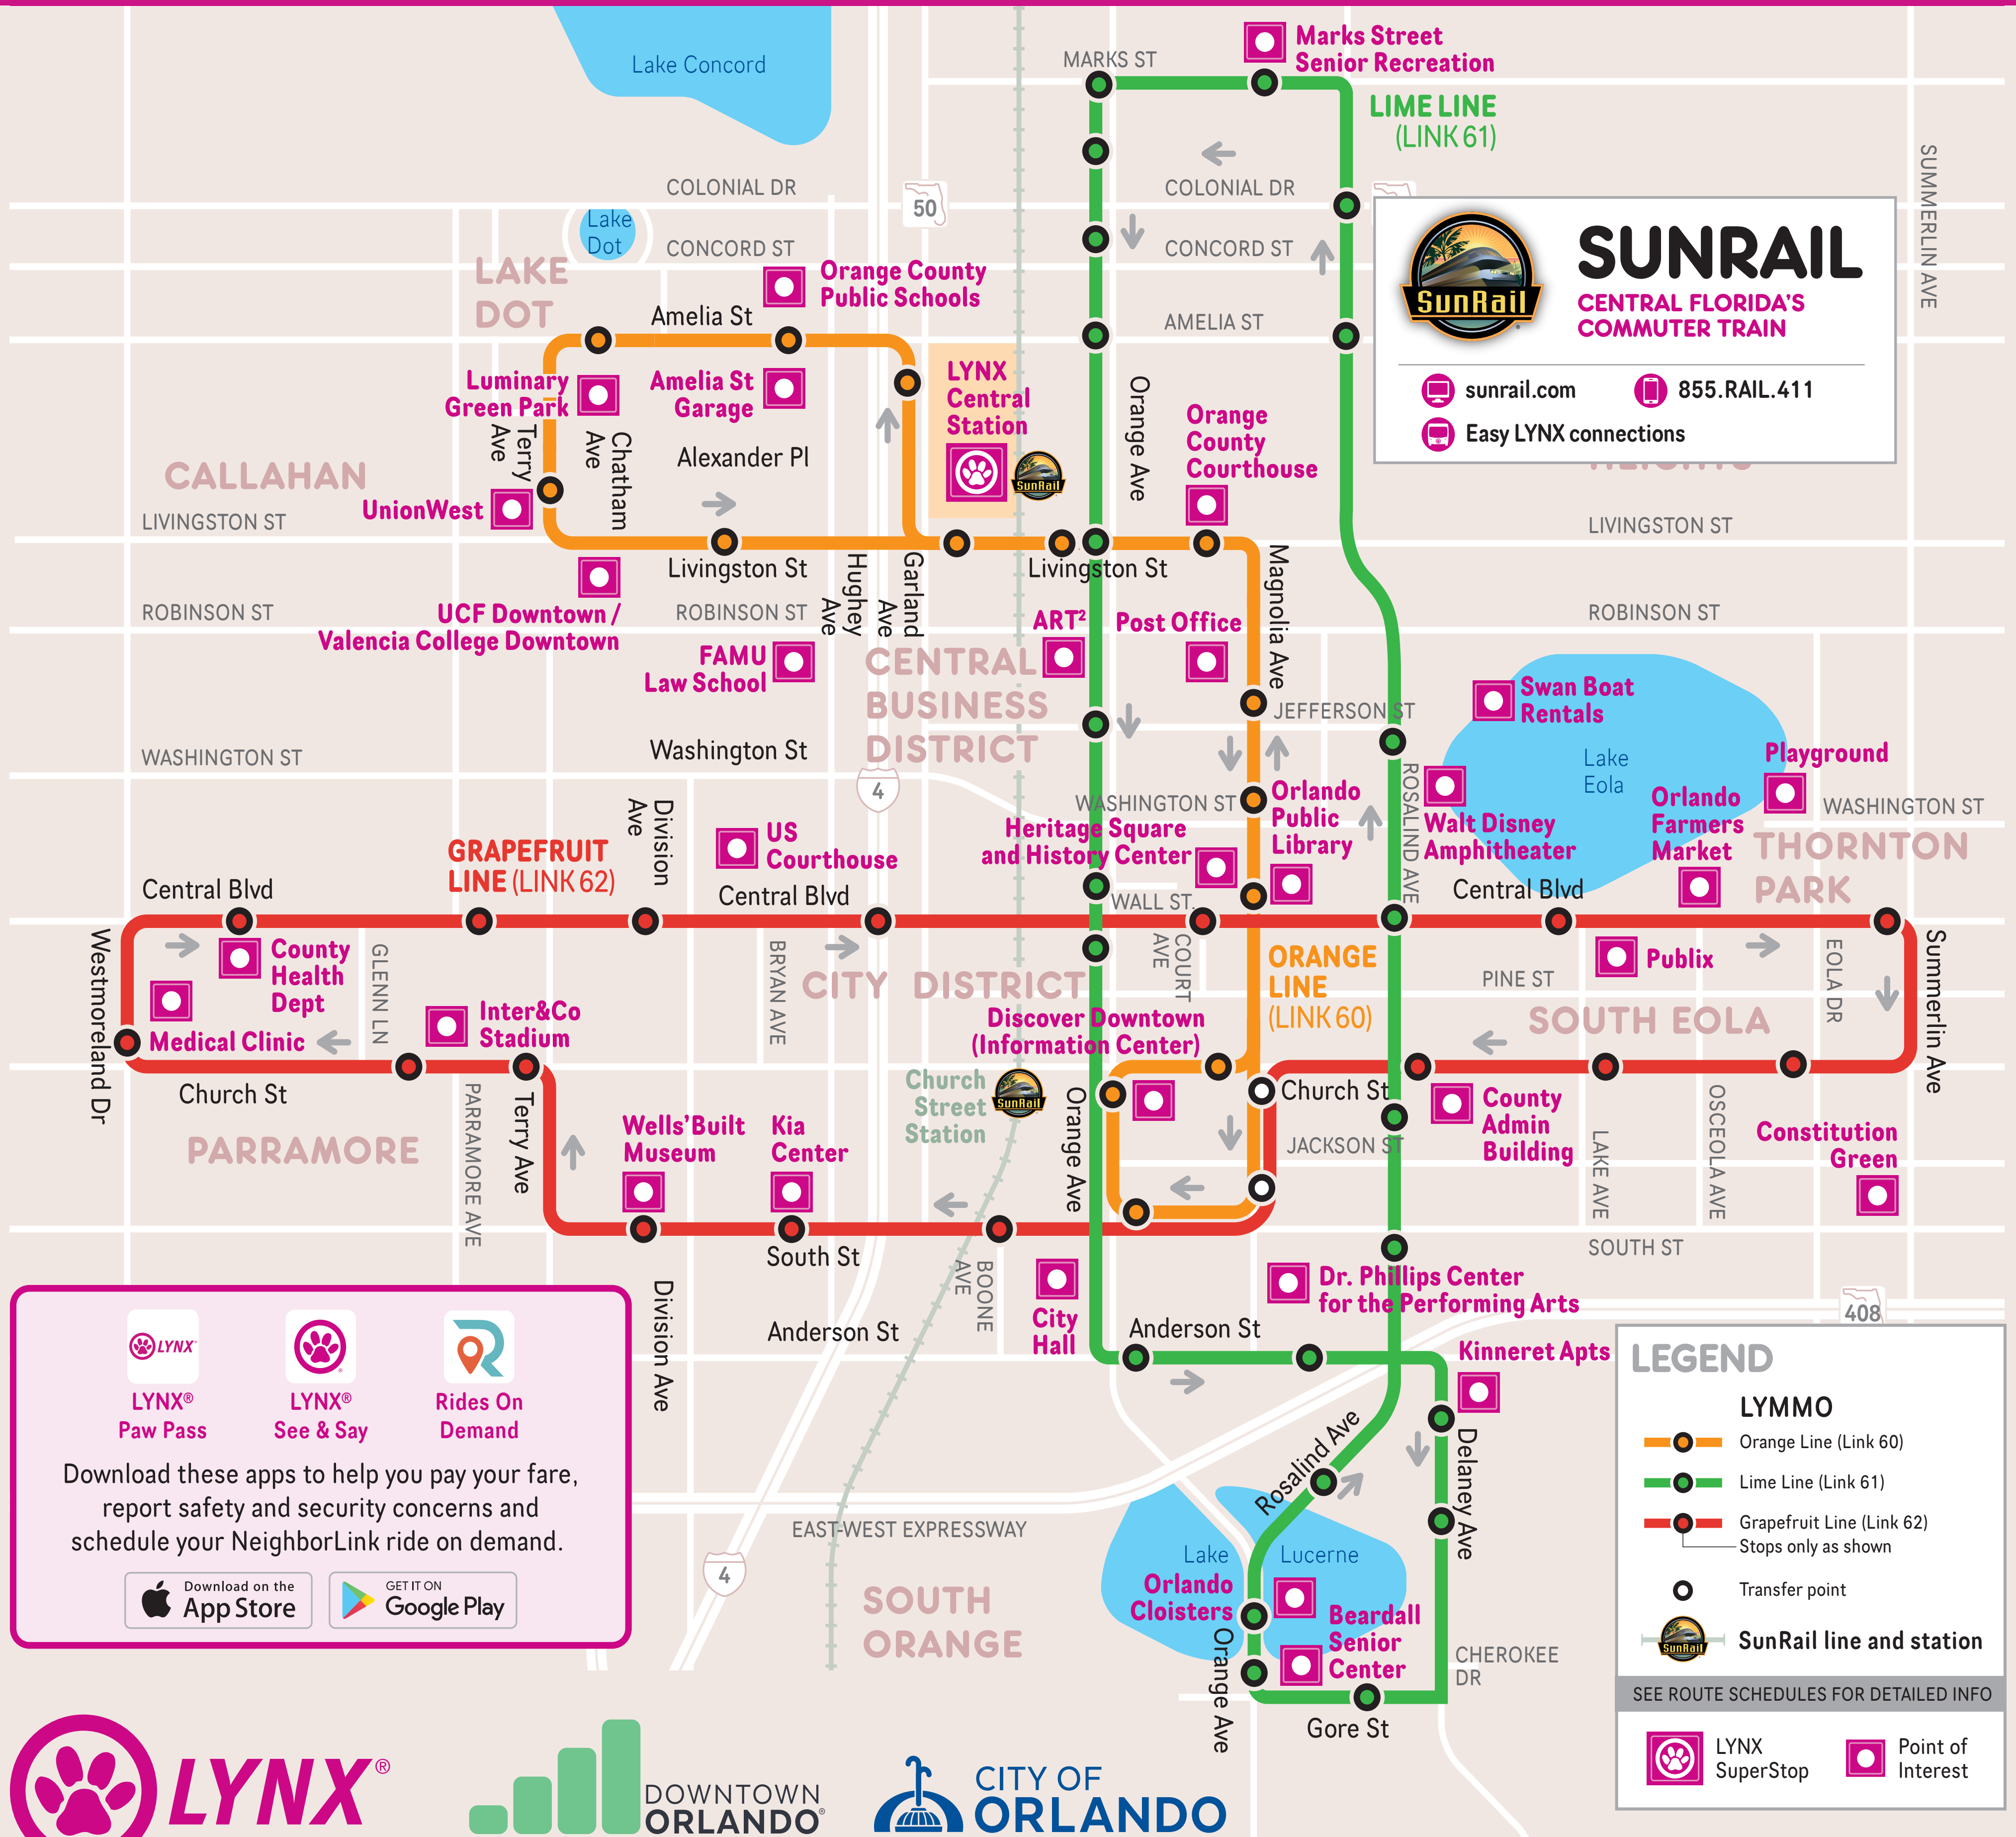 Lake Concord
MARKS ST
Marks Street
Senior Recreation
LIME LINE
(LINK 61)
COLONIAL DR
COLONIAL DR
50
SUMMERLIN AVE
Lake
Dot
CONCORD ST
CONCORD ST
LAKE
DOT
Orange County
Public Schools
SunRail
SUNRAIL
CENTRAL FLORIDA'S
COMMUTER TRAIN
sunrail.com
855.RAIL.411
Easy LYNX connections
Amelia St
AMELIA ST
Luminary
Green Park
Amelia St
Garage
LYNX
Central
Station
SunRail
Orange Ave
Orange
County
Courthouse
Terry
Ave
Chatham
Ave
Alexander Pl
CALLAHAN
UnionWest
LIVINGSTON ST
LIVINGSTON ST
Livingston St
Livingston St
Hughey
Ave
Garland
Ave
Magnolia Ave
UCF Downtown /
Valencia College Downtown
ROBINSON ST
ROBINSON ST
ROBINSON ST
ART²
Post Office
FAMU
Law School
CENTRAL
BUSINESS
DISTRICT
JEFFERSON ST
Swan Boat
Rentals
Lake
Eola
Playground
WASHINGTON ST
Washington St
4
WASHINGTON ST
WASHINGTON ST
Orlando
Public
Library
ROSALIND AVE
Walt Disney
Amphitheater
Orlando
Farmers
Market
THORNTON
PARK
Division
Ave
US
Courthouse
Heritage Square
and History Center
GRAPEFRUIT
LINE (LINK 62)
Central Blvd
Central Blvd
WALL ST.
Central Blvd
Westmoreland Dr
County
Health
Dept
GLENN LN
Medical Clinic
Inter&Co
Stadium
BRYAN AVE
CITY DISTRICT
COURT
AVE
ORANGE
LINE
(LINK 60)
Publix
PINE ST
EOLA DR
Summerlin Ave
SOUTH EOLA
Discover Downtown
(Information Center)
Church St
PARRAMORE AVE
Terry Ave
Church
Street
Station
SunRail
Orange Ave
Church St
JACKSON ST
County
Admin
Building
LAKE AVE
OSCEOLA AVE
Constitution
Green
PARRAMORE
Wells' Built
Museum
Kia
Center
South St
SOUTH ST
BOONE
AVE
City
Hall
Dr. Phillips Center
for the Performing Arts
408
Division Ave
Anderson St
Anderson St
Kinneret Apts
Rosalind Ave
Delaney Ave
EAST-WEST EXPRESSWAY
4
SOUTH
ORANGE
Lake
Lucerne
Orlando
Cloisters
Beardall
Senior
Center
Orange Ave
CHEROKEE
DR
Gore St
LYNX
LYNX®
Paw Pass
LYNX®
See & Say
Rides On
Demand
Download these apps to help you pay your fare,
report safety and security concerns and
schedule your NeighborLink ride on demand.
Download on the
App Store
GET IT ON
Google Play
LEGEND
LYMMO
Orange Line (Link 60)
Lime Line (Link 61)
Grapefruit Line (Link 62)
Stops only as shown
Transfer point
SunRail
SunRail line and station
SEE ROUTE SCHEDULES FOR DETAILED INFO
LYNX
SuperStop
Point of
Interest
LYNX®
DOWNTOWN
ORLANDO®
CITY OF
ORLANDO